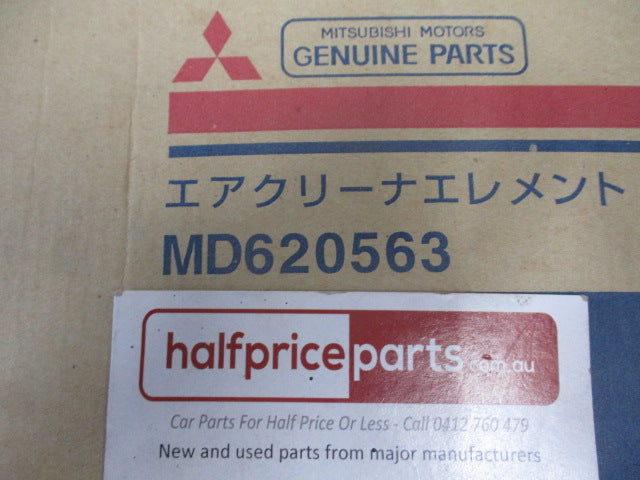 MITSUBISHI MOTORS
GENUINE PARTS
エアクリーナエレメント
MD620563
halfpriceparts.com.au
Car Parts For Half Price Or Less - Call 0412 760 479
New and used parts from major manufacturers